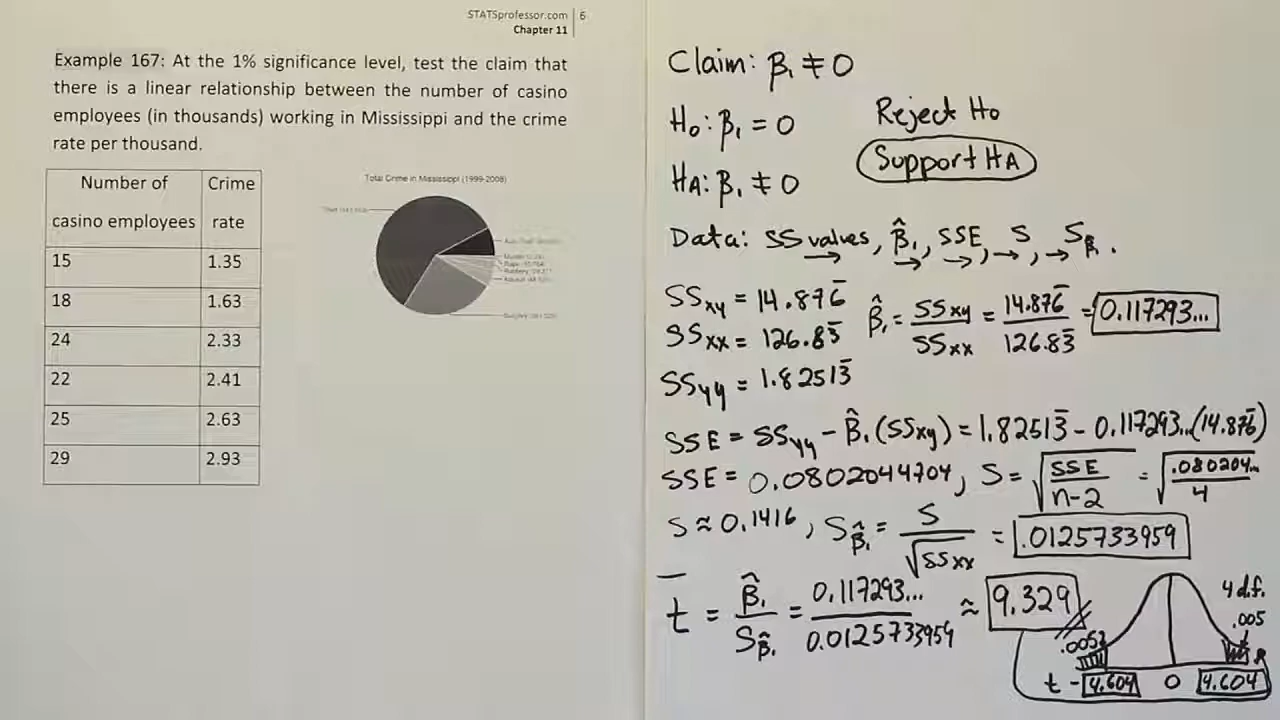 STATSprofessor.com 6
Chapter 11
Example 167: At the 1% significance level, test the claim that
there is a linear relationship between the number of casino
employees (in thousands) working in Mississippi and the crime
rate per thousand.
Number of casino employees Crime rate
15 1.35
18 1.63
24 2.33
22 2.41
25 2.63
29 2.93
Total Crime in Mississippi (1999-2008)
Claim: β₁ ≠ 0
H₀: β₁ = 0
HA: β₁ ≠ 0
Reject H₀
Support HA
Data: SS values, β̂₁, SSE, S, Sβ̂₁.
SSxy = 14.876̅
SSxx = 126.83̅
SSyy = 1.82513̅
β̂₁ = SSxy/SSxx = 14.876̅/126.83̅ = 0.117293...
SSE = SSyy − β̂₁(SSxy) = 1.82513̅ − 0.117293...(14.876̅)
SSE = 0.0802044704, S = √(SSE/n-2) = √(.080204.../4)
S ≈ 0.1416, Sβ̂₁ = S/√SSxx = .0125733959
t = β̂₁/Sβ̂₁ = 0.117293.../0.0125733959 ≈ 9.329
4 d.f.
.005
t -4.604 0 4.604